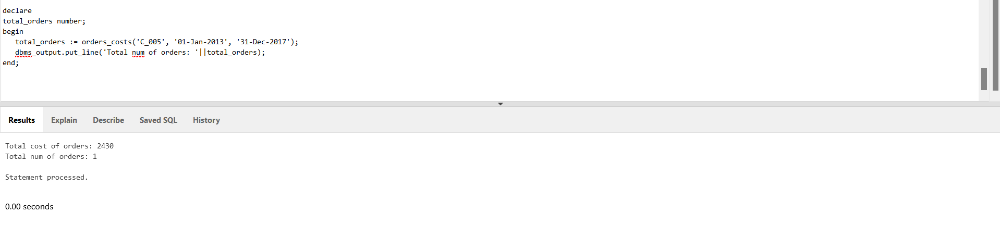 declare
total_orders number;
begin
total_orders := orders_costs('C_005', '01-Jan-2013', '31-Dec-2017');
dbms_output.put_line('Total num of orders: '||total_orders);
end;
Results Explain Describe Saved SQL History
Total cost of orders: 2430
Total num of orders: 1
Statement processed.
0.00 seconds